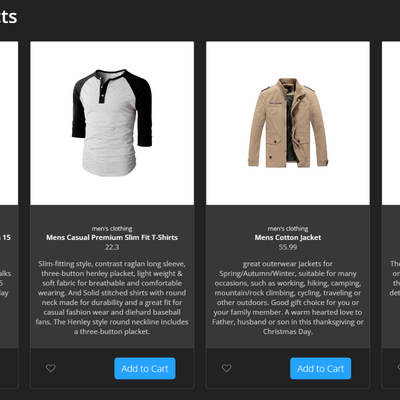 ts
15
alks
5
day
men's clothing
Mens Casual Premium Slim Fit T-Shirts
22.3
Slim-fitting style, contrast raglan long sleeve,
three-button henley placket, light weight &
soft fabric for breathable and comfortable
wearing. And Solid stitched shirts with round
neck made for durability and a great fit for
casual fashion wear and diehard baseball
fans. The Henley style round neckline includes
a three-button placket.
Add to Cart
men's clothing
Mens Cotton Jacket
55.99
great outerwear jackets for
Spring/Autumn/Winter, suitable for many
occasions, such as working, hiking, camping,
mountain/rock climbing, cycling, traveling or
other outdoors. Good gift choice for you or
your family member. A warm hearted love to
Father, husband or son in this thanksgiving or
Christmas Day.
Add to Cart
The
or
th
det